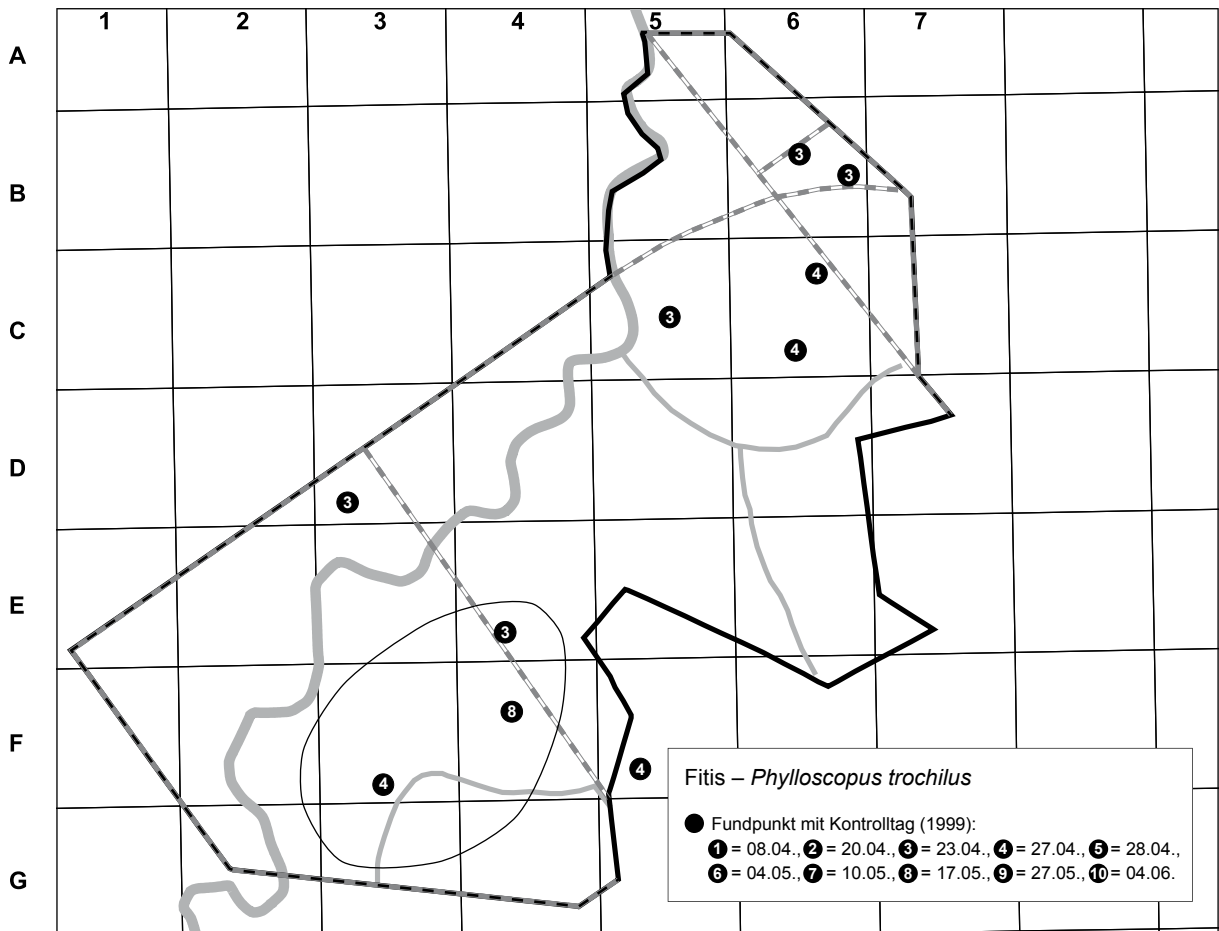 1 2 3 4 5 6 7
A
3
B
3
4
C
3
4
D
3
E
3
8
F
4
4
G
Fitis – Phylloscopus trochilus
Fundpunkt mit Kontrolltag (1999):
1 = 08.04., 2 = 20.04., 3 = 23.04., 4 = 27.04., 5 = 28.04.,
6 = 04.05., 7 = 10.05., 8 = 17.05., 9 = 27.05., 10 = 04.06.